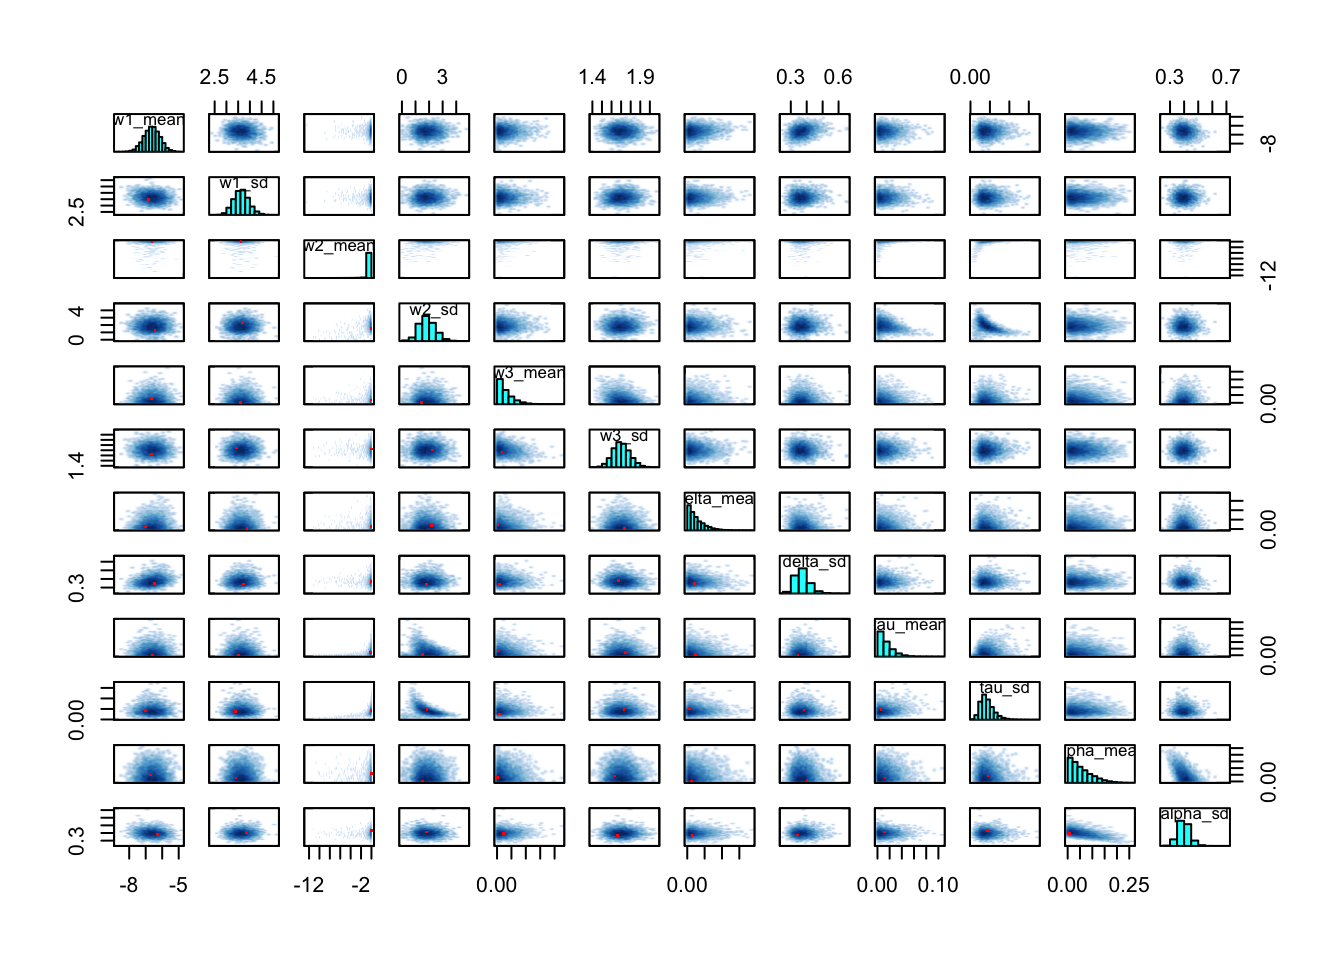 2.5 4.5 0 3 1.4 1.9 0.3 0.6 0.00 0.3 0.7
w1_mean
-8
w1_sd
2.5
w2_mean
-12
w2_sd
0 4
w3_mean
0.00
w3_sd
1.4
elta_mea
0.00
delta_sd
0.3
au_mean
0.00
tau_sd
0.00
pha_mea
0.00
alpha_sd
0.3
-8 -5 -12 -2 0.00 0.00 0.00 0.10 0.00 0.25